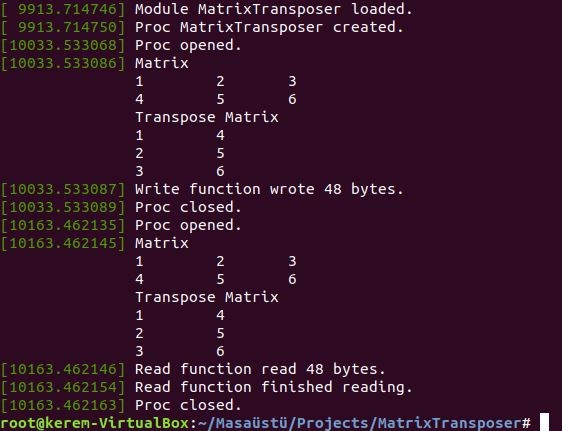 [ 9913.714746] Module MatrixTransposer loaded.
[ 9913.714750] Proc MatrixTransposer created.
[10033.533068] Proc opened.
[10033.533086] Matrix
1 2 3
4 5 6
Transpose Matrix
1 4
2 5
3 6
[10033.533087] Write function wrote 48 bytes.
[10033.533089] Proc closed.
[10163.462135] Proc opened.
[10163.462145] Matrix
1 2 3
4 5 6
Transpose Matrix
1 4
2 5
3 6
[10163.462146] Read function read 48 bytes.
[10163.462154] Read function finished reading.
[10163.462163] Proc closed.
root@kerem-VirtualBox:~/Masaüstü/Projects/MatrixTransposer#